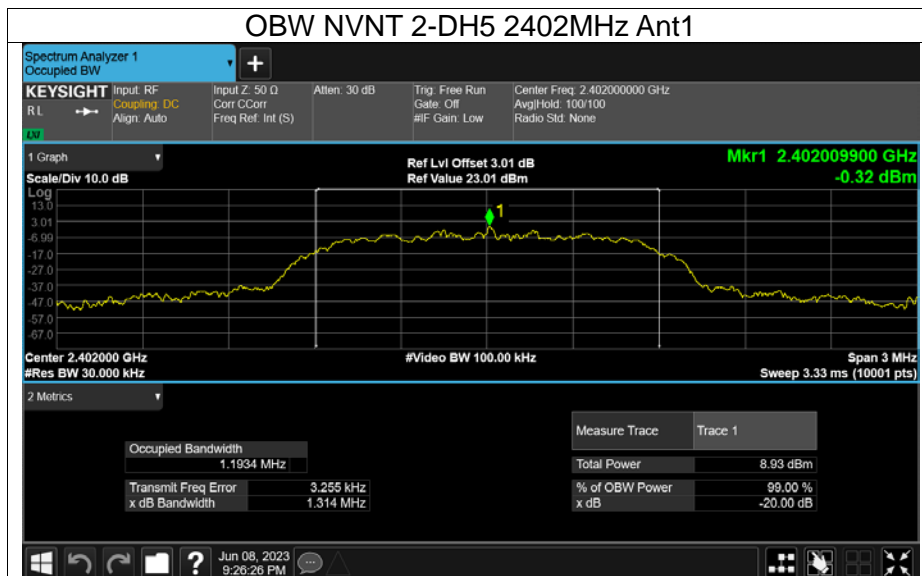 OBW NVNT 2-DH5 2402MHz Ant1
Spectrum Analyzer 1
Occupied BW
+
KEYSIGHT
RL
LXI
Input: RF
Coupling: DC
Align: Auto
Input Z: 50 Ω
Corr CCorr
Freq Ref: Int (S)
Atten: 30 dB
Trig: Free Run
Gate: Off
#IF Gain: Low
Center Freq: 2.402000000 GHz
Avg|Hold: 100/100
Radio Std: None
1 Graph
Scale/Div 10.0 dB
Ref Lvl Offset 3.01 dB
Ref Value 23.01 dBm
Mkr1 2.402009900 GHz
-0.32 dBm
Log
13.0
3.01
-6.99
-17.0
-27.0
-37.0
-47.0
-57.0
-67.0
1
Center 2.402000 GHz
#Res BW 30.000 kHz
#Video BW 100.00 kHz
Span 3 MHz
Sweep 3.33 ms (10001 pts)
2 Metrics
Measure Trace Trace 1
Occupied Bandwidth
1.1934 MHz
Total Power 8.93 dBm
Transmit Freq Error 3.255 kHz
% of OBW Power 99.00 %
x dB Bandwidth 1.314 MHz
x dB -20.00 dB
?
Jun 08, 2023
9:26:26 PM